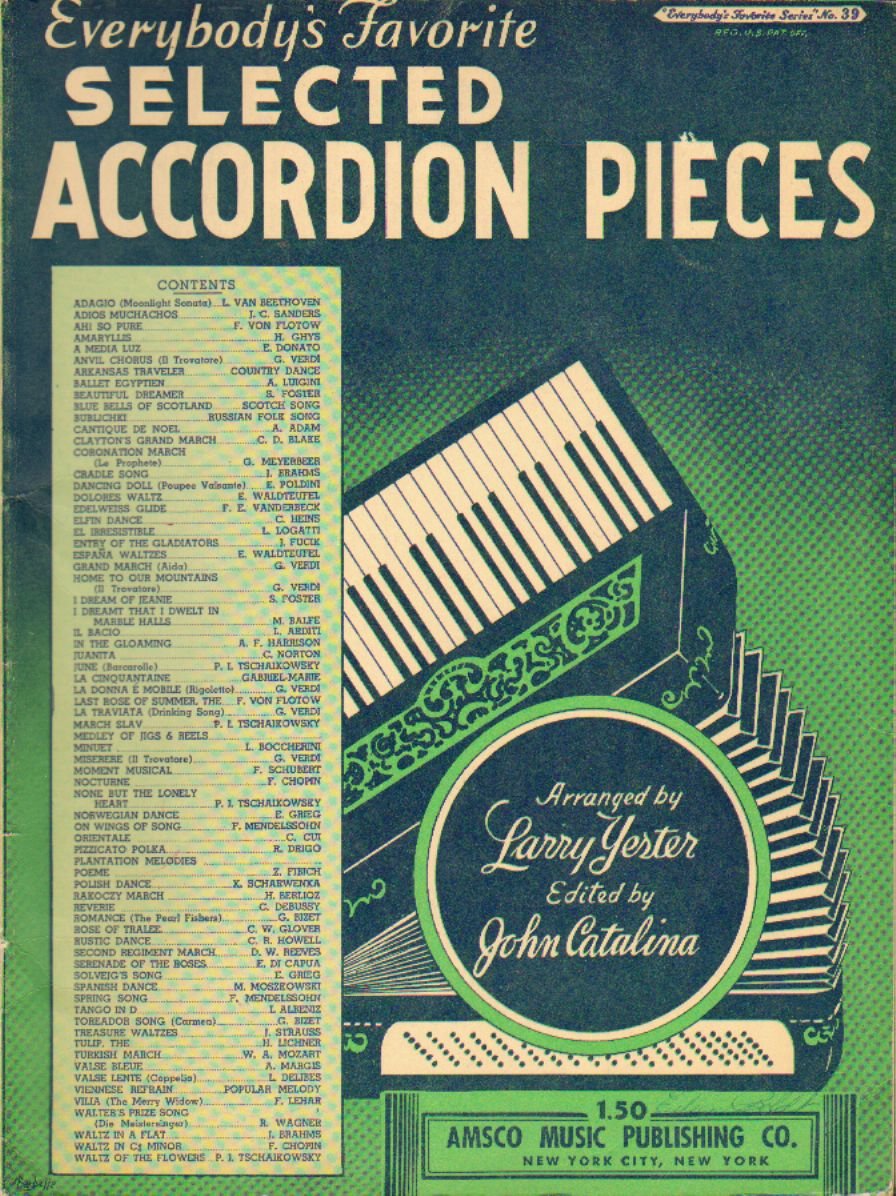 Everybody's Favorite
"Everybody's Favorite Series" No. 39
REG. U.S. PAT. OFF.
SELECTED
ACCORDION PIECES
CONTENTS
ADAGIO (Moonlight Sonata) L. VAN BEETHOVEN
ADIOS MUCHACHOS J. C. SANDERS
AH! SO PURE F. VON FLOTOW
AMARYLLIS H. GHYS
A MEDIA LUZ E. DONATO
ANVIL CHORUS (Il Trovatore) G. VERDI
ARKANSAS TRAVELER COUNTRY DANCE
BALLET EGYPTIEN A. LUIGINI
BEAUTIFUL DREAMER S. FOSTER
BLUE BELLS OF SCOTLAND SCOTCH SONG
BUBLICHKI RUSSIAN FOLK SONG
CANTIQUE DE NOEL A. ADAM
CLAYTON'S GRAND MARCH C. D. BLAKE
CORONATION MARCH
(Le Prophete) G. MEYERBEER
CRADLE SONG J. BRAHMS
DANCING DOLL (Poupee Valsante) E. POLDINI
DOLORES WALTZ E. WALDTEUFEL
EDELWEISS GLIDE F. E. VANDERBECK
ELFIN DANCE C. HEINS
EL IRRESISTIBLE L. LOGATTI
ENTRY OF THE GLADIATORS J. FUCIK
ESPAÑA WALTZES E. WALDTEUFEL
GRAND MARCH (Aida) G. VERDI
HOME TO OUR MOUNTAINS
(Il Trovatore) G. VERDI
I DREAM OF JEANIE S. FOSTER
I DREAMT THAT I DWELT IN
MARBLE HALLS M. BALFE
IL BACIO L. ARDITI
IN THE GLOAMING A. F. HARRISON
JUANITA C. NORTON
JUNE (Barcarolle) P. I. TSCHAIKOWSKY
LA CINQUANTAINE GABRIEL-MARIE
LA DONNA É MOBILE (Rigoletto) G. VERDI
LAST ROSE OF SUMMER, THE F. VON FLOTOW
LA TRAVIATA (Drinking Song) G. VERDI
MARCH SLAV P. I. TSCHAIKOWSKY
MEDLEY OF JIGS & REELS
MINUET L. BOCCHERINI
MISERERE (Il Trovatore) G. VERDI
MOMENT MUSICAL F. SCHUBERT
NOCTURNE F. CHOPIN
NONE BUT THE LONELY
HEART P. I. TSCHAIKOWSKY
NORWEGIAN DANCE E. GRIEG
ON WINGS OF SONG F. MENDELSSOHN
ORIENTALE C. CUI
PIZZICATO POLKA R. DRIGO
PLANTATION MELODIES
POEME Z. FIBICH
POLISH DANCE X. SCHARWENKA
RAKOCZY MARCH H. BERLIOZ
REVERIE C. DEBUSSY
ROMANCE (The Pearl Fishers) G. BIZET
ROSE OF TRALEE C. W. GLOVER
RUSTIC DANCE C. R. HOWELL
SECOND REGIMENT MARCH D. W. REEVES
SERENADE OF THE ROSES E. DI CAPUA
SOLVEJG'S SONG E. GRIEG
SPANISH DANCE M. MOSZKOWSKI
SPRING SONG F. MENDELSSOHN
TANGO IN D I. ALBENIZ
TOREADOR SONG (Carmen) G. BIZET
TREASURE WALTZES J. STRAUSS
TULIP, THE H. LICHNER
TURKISH MARCH W. A. MOZART
VALSE BLEUE A. MARGIS
VALSE LENTE (Coppelia) L. DELIBES
VIENNESE REFRAIN POPULAR MELODY
VILIA (The Merry Widow) F. LEHAR
WALTER'S PRIZE SONG
(Die Meistersinger) R. WAGNER
WALTZ IN A FLAT J. BRAHMS
WALTZ IN C♯ MINOR F. CHOPIN
WALTZ OF THE FLOWERS P. I. TSCHAIKOWSKY
Arranged by
Larry Yester
Edited by
John Catalina
1.50
AMSCO MUSIC PUBLISHING CO.
NEW YORK CITY, NEW YORK